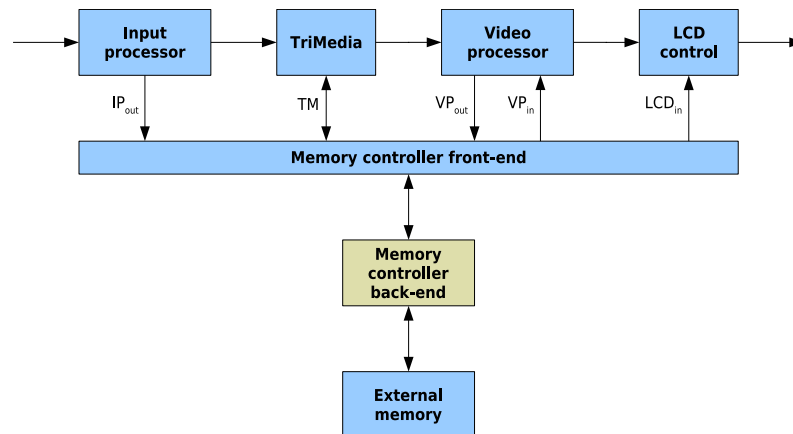 Input
processor
TriMedia
Video
processor
LCD
control
IPout
TM
VPout
VPin
LCDin
Memory controller front-end
Memory
controller
back-end
External
memory